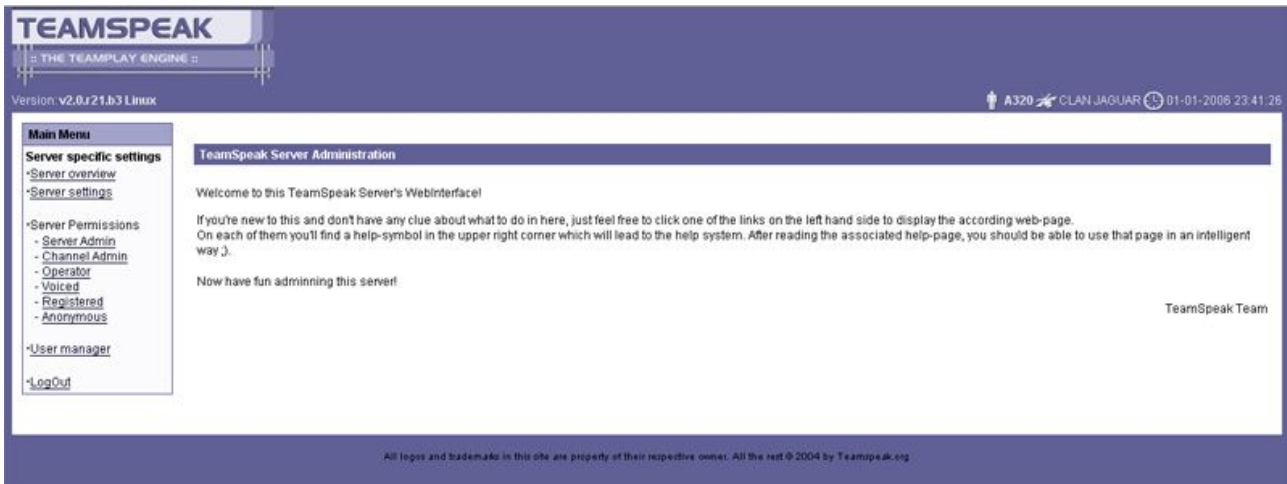 TEAMSPEAK
:: THE TEAMPLAY ENGINE ::
Version: v2.0.r21.b3 Linux
A320 CLAN JAGUAR 01-01-2006 23:41:26
Main Menu
Server specific settings
Server overview
Server settings
Server Permissions
- Server Admin
- Channel Admin
- Operator
- Voiced
- Registered
- Anonymous
User manager
LogOut
TeamSpeak Server Administration
Welcome to this TeamSpeak Server's WebInterface!
If you're new to this and don't have any clue about what to do in here, just feel free to click one of the links on the left hand side to display the according web-page.
On each of them you'll find a help-symbol in the upper right corner which will lead to the help system. After reading the associated help-page, you should be able to use that page in an intelligent
way ;).
Now have fun adminning this server!
TeamSpeak Team
All logos and trademarks in this site are property of their respective owner. All the rest © 2004 by Teamspeak.org